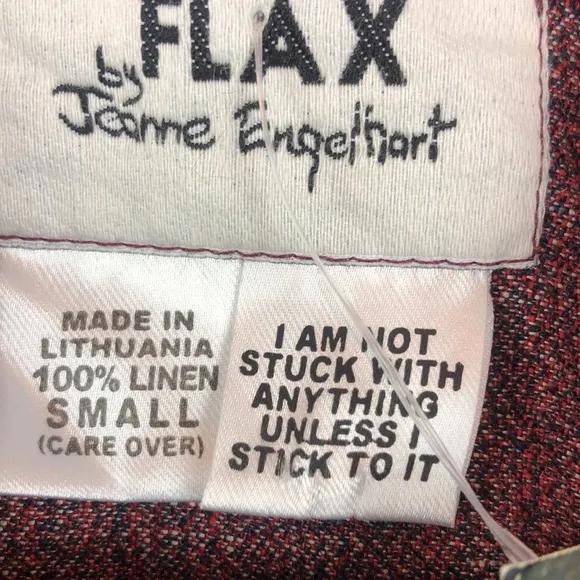 FLAX
by
Jeanne Engelhart
MADE IN
LITHUANIA
100% LINEN
SMALL
(CARE OVER)
I AM NOT
STUCK WITH
ANYTHING
UNLESS I
STICK TO IT